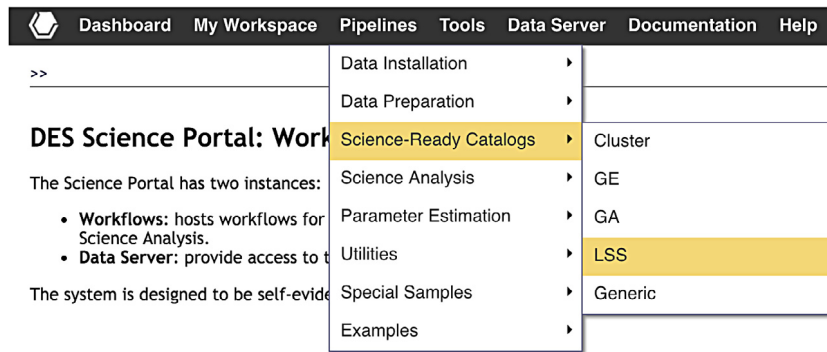 Dashboard My Workspace Pipelines Tools Data Server Documentation Help
>>
Data Installation
Data Preparation
DES Science Portal: Work
Science-Ready Catalogs
Cluster
The Science Portal has two instances:
Science Analysis
GE
• Workflows: hosts workflows for
Parameter Estimation
GA
Science Analysis.
• Data Server: provide access to t
Utilities
LSS
The system is designed to be self-evide
Special Samples
Generic
Examples